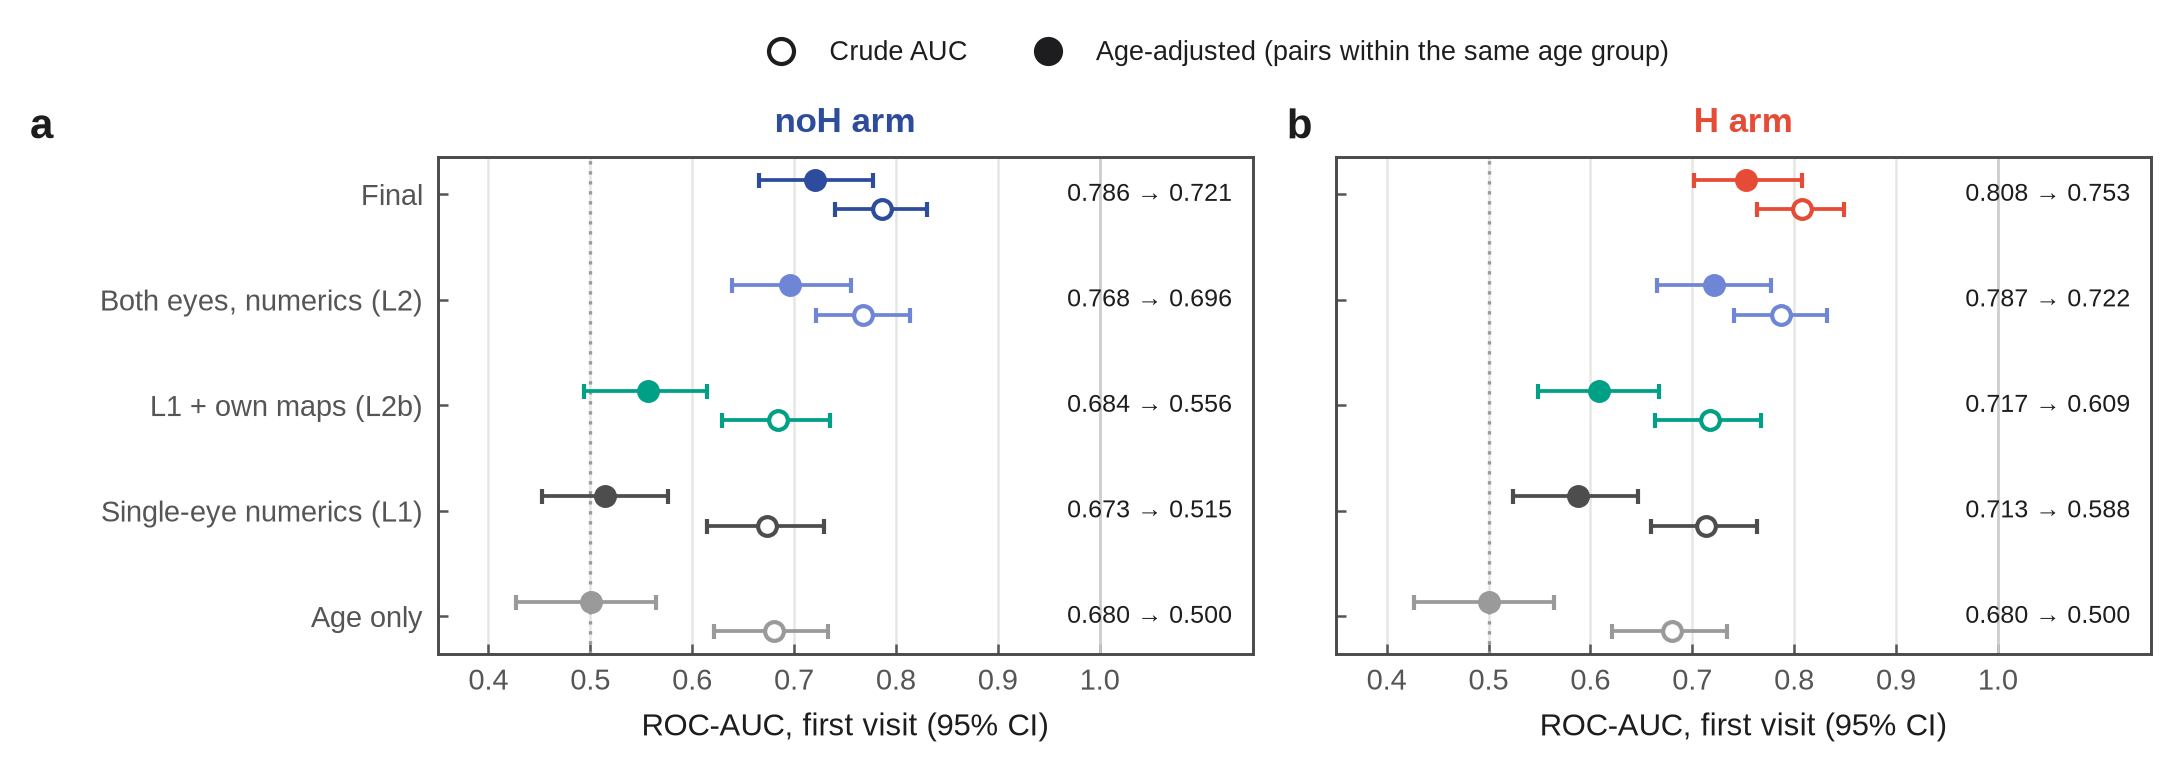 Crude AUC
Age-adjusted (pairs within the same age group)
a
noH arm
b
H arm
Final
0.786 → 0.721
0.808 → 0.753
Both eyes, numerics (L2)
0.768 → 0.696
0.787 → 0.722
L1 + own maps (L2b)
0.684 → 0.556
0.717 → 0.609
Single-eye numerics (L1)
0.673 → 0.515
0.713 → 0.588
Age only
0.680 → 0.500
0.680 → 0.500
0.4 0.5 0.6 0.7 0.8 0.9 1.0
0.4 0.5 0.6 0.7 0.8 0.9 1.0
ROC-AUC, first visit (95% CI)
ROC-AUC, first visit (95% CI)